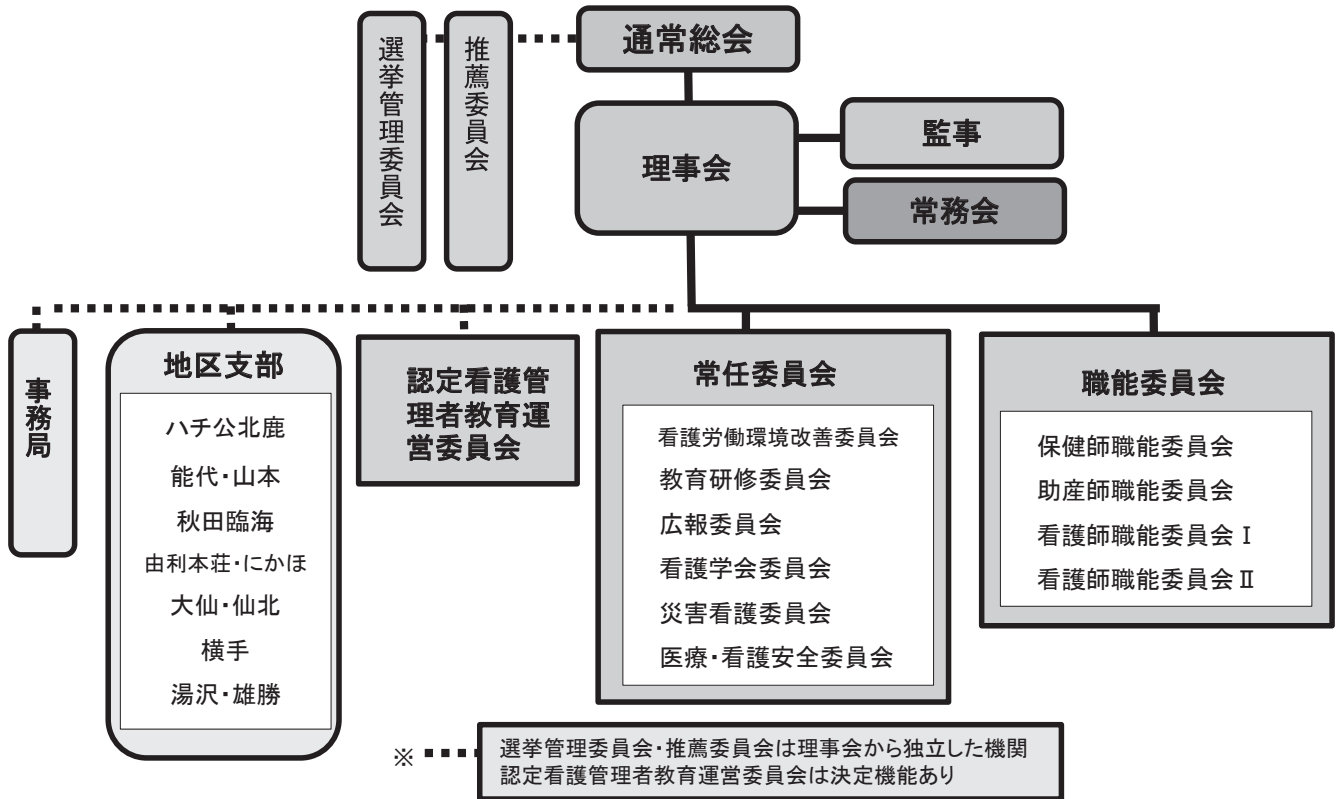 選挙管理委員会
推薦委員会
通常総会
理事会
監事
常務会
事務局
地区支部
ハチ公北鹿
能代・山本
秋田臨海
由利本荘・にかほ
大仙・仙北
横手
湯沢・雄勝
認定看護管
理者教育運
営委員会
常任委員会
看護労働環境改善委員会
教育研修委員会
広報委員会
看護学会委員会
災害看護委員会
医療・看護安全委員会
職能委員会
保健師職能委員会
助産師職能委員会
看護師職能委員会Ⅰ
看護師職能委員会Ⅱ
※
選挙管理委員会・推薦委員会は理事会から独立した機関
認定看護管理者教育運営委員会は決定機能あり